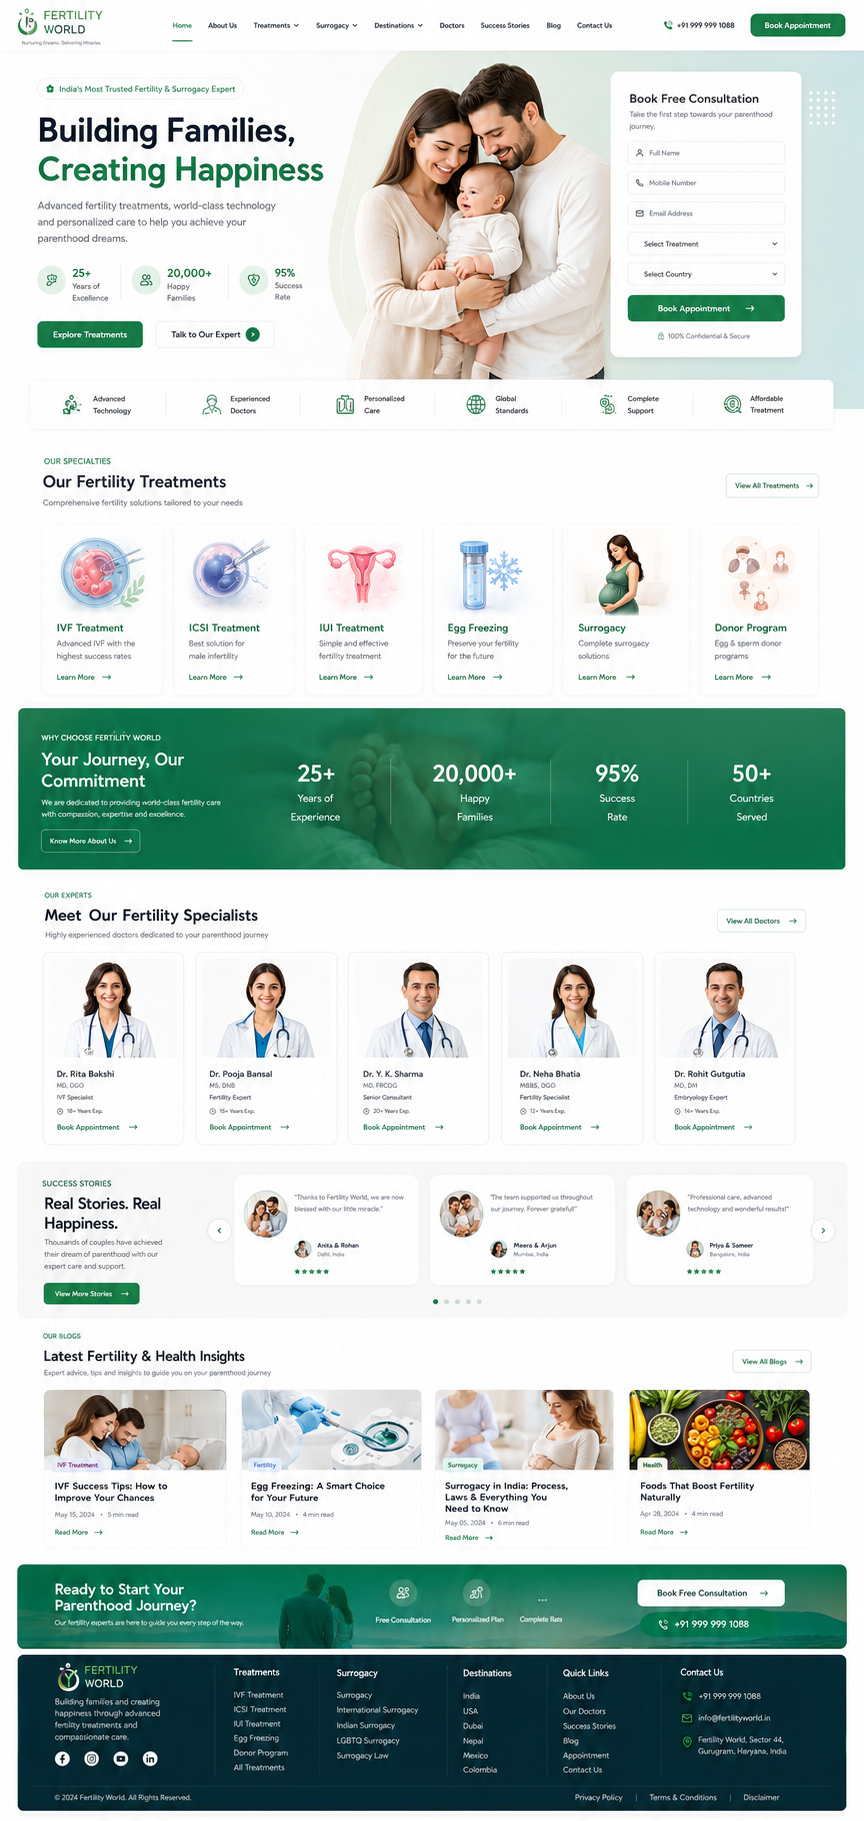 FERTILITY
WORLD
Nurturing Dreams. Delivering Miracles
Home
About Us
Treatments
Surrogacy
Destinations
Doctors
Success Stories
Blog
Contact Us
+91 999 999 1088
Book Appointment
India's Most Trusted Fertility & Surrogacy Expert
Building Families,
Creating Happiness
Advanced fertility treatments, world-class technology
and personalized care to help you achieve your
parenthood dreams.
25+
Years of
Excellence
20,000+
Happy
Families
95%
Success
Rate
Explore Treatments
Talk to Our Expert
Book Free Consultation
Take the first step towards your parenthood
journey.
Full Name
Mobile Number
Email Address
Select Treatment
Select Country
Book Appointment
100% Confidential & Secure
Advanced
Technology
Experienced
Doctors
Personalized
Care
Global
Standards
Complete
Support
Affordable
Treatment
OUR SPECIALTIES
Our Fertility Treatments
Comprehensive fertility solutions tailored to your needs
View All Treatments
IVF Treatment
Advanced IVF with the
highest success rates
Learn More
ICSI Treatment
Best solution for
male infertility
Learn More
IUI Treatment
Simple and effective
fertility treatment
Learn More
Egg Freezing
Preserve your fertility
for the future
Learn More
Surrogacy
Complete surrogacy
solutions
Learn More
Donor Program
Egg & sperm donor
programs
Learn More
WHY CHOOSE FERTILITY WORLD
Your Journey, Our
Commitment
We are dedicated to providing world-class fertility care
with compassion, expertise and excellence.
Know More About Us
25+
Years of
Experience
20,000+
Happy
Families
95%
Success
Rate
50+
Countries
Served
OUR EXPERTS
Meet Our Fertility Specialists
Highly experienced doctors dedicated to your parenthood journey
View All Doctors
Dr. Rita Bakshi
MD, DGO
IVF Specialist
18+ Years Exp.
Book Appointment
Dr. Pooja Bansal
MS, DNB
Fertility Expert
15+ Years Exp.
Book Appointment
Dr. Y. K. Sharma
MD, FRCOG
Senior Consultant
20+ Years Exp.
Book Appointment
Dr. Neha Bhatia
MBBS, DGO
Fertility Specialist
12+ Years Exp.
Book Appointment
Dr. Rohit Gutgutia
MD, DM
Embryology Expert
14+ Years Exp.
Book Appointment
SUCCESS STORIES
Real Stories. Real
Happiness.
Thousands of couples have achieved
their dream of parenthood with our
expert care and support.
View More Stories
"Thanks to Fertility World, we are now
blessed with our little miracle."
Anita & Rohan
Delhi, India
"The team supported us throughout
our journey. Forever grateful!"
Meera & Arjun
Mumbai, India
"Professional care, advanced
technology and wonderful results!"
Priya & Sameer
Bangalore, India
OUR BLOGS
Latest Fertility & Health Insights
Expert advice, tips and insights to guide you on your parenthood journey
View All Blogs
IVF Treatment
IVF Success Tips: How to
Improve Your Chances
May 15, 2024 • 5 min read
Read More
Fertility
Egg Freezing: A Smart Choice
for Your Future
May 10, 2024 • 4 min read
Read More
Surrogacy
Surrogacy in India: Process,
Laws & Everything You
Need to Know
May 05, 2024 • 6 min read
Read More
Health
Foods That Boost Fertility
Naturally
Apr 28, 2024 • 4 min read
Read More
Ready to Start Your
Parenthood Journey?
Our fertility experts are here to guide you every step of the way.
Free Consultation
Personalized Plan
...
Complete
Book Free Consultation
+91 999 999 1088
FERTILITY
WORLD
Building families and creating
happiness through advanced
fertility treatments and
compassionate care.
Treatments
IVF Treatment
ICSI Treatment
IUI Treatment
Egg Freezing
Donor Program
All Treatments
Surrogacy
Surrogacy
International Surrogacy
Indian Surrogacy
LGBTQ Surrogacy
Surrogacy Law
Destinations
India
USA
Dubai
Nepal
Mexico
Colombia
Quick Links
About Us
Our Doctors
Success Stories
Blog
Appointment
Contact Us
Contact Us
+91 999 999 1088
info@fertilityworld.in
Fertility World, Sector 44,
Gurugram, Haryana, India
© 2024 Fertility World. All Rights Reserved.
Privacy Policy
Terms & Conditions
Disclaimer